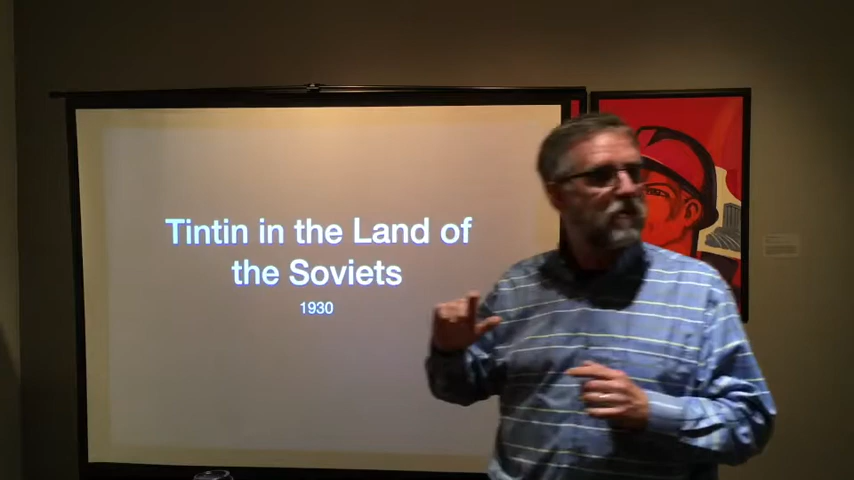 Tintin in the Land of
the Soviets
1930